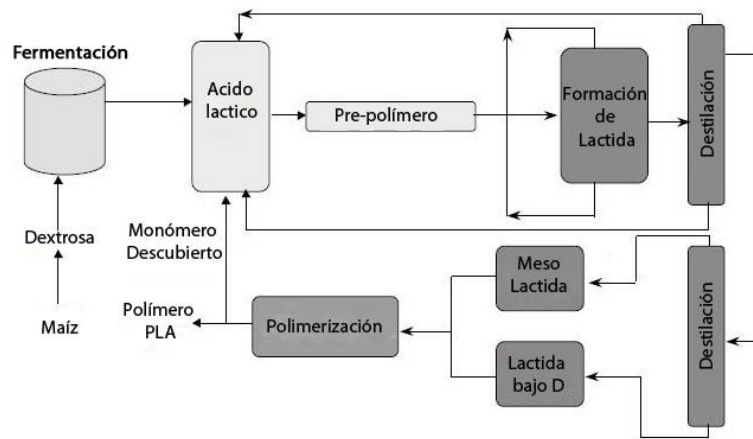 Fermentación
Acido
lactico
Pre-polímero
Formación
de
Lactida
Destilación
Dextrosa
Maíz
Monómero
Descubierto
Polímero
PLA
Polimerización
Meso
Lactida
Lactida
bajo D
Destilación